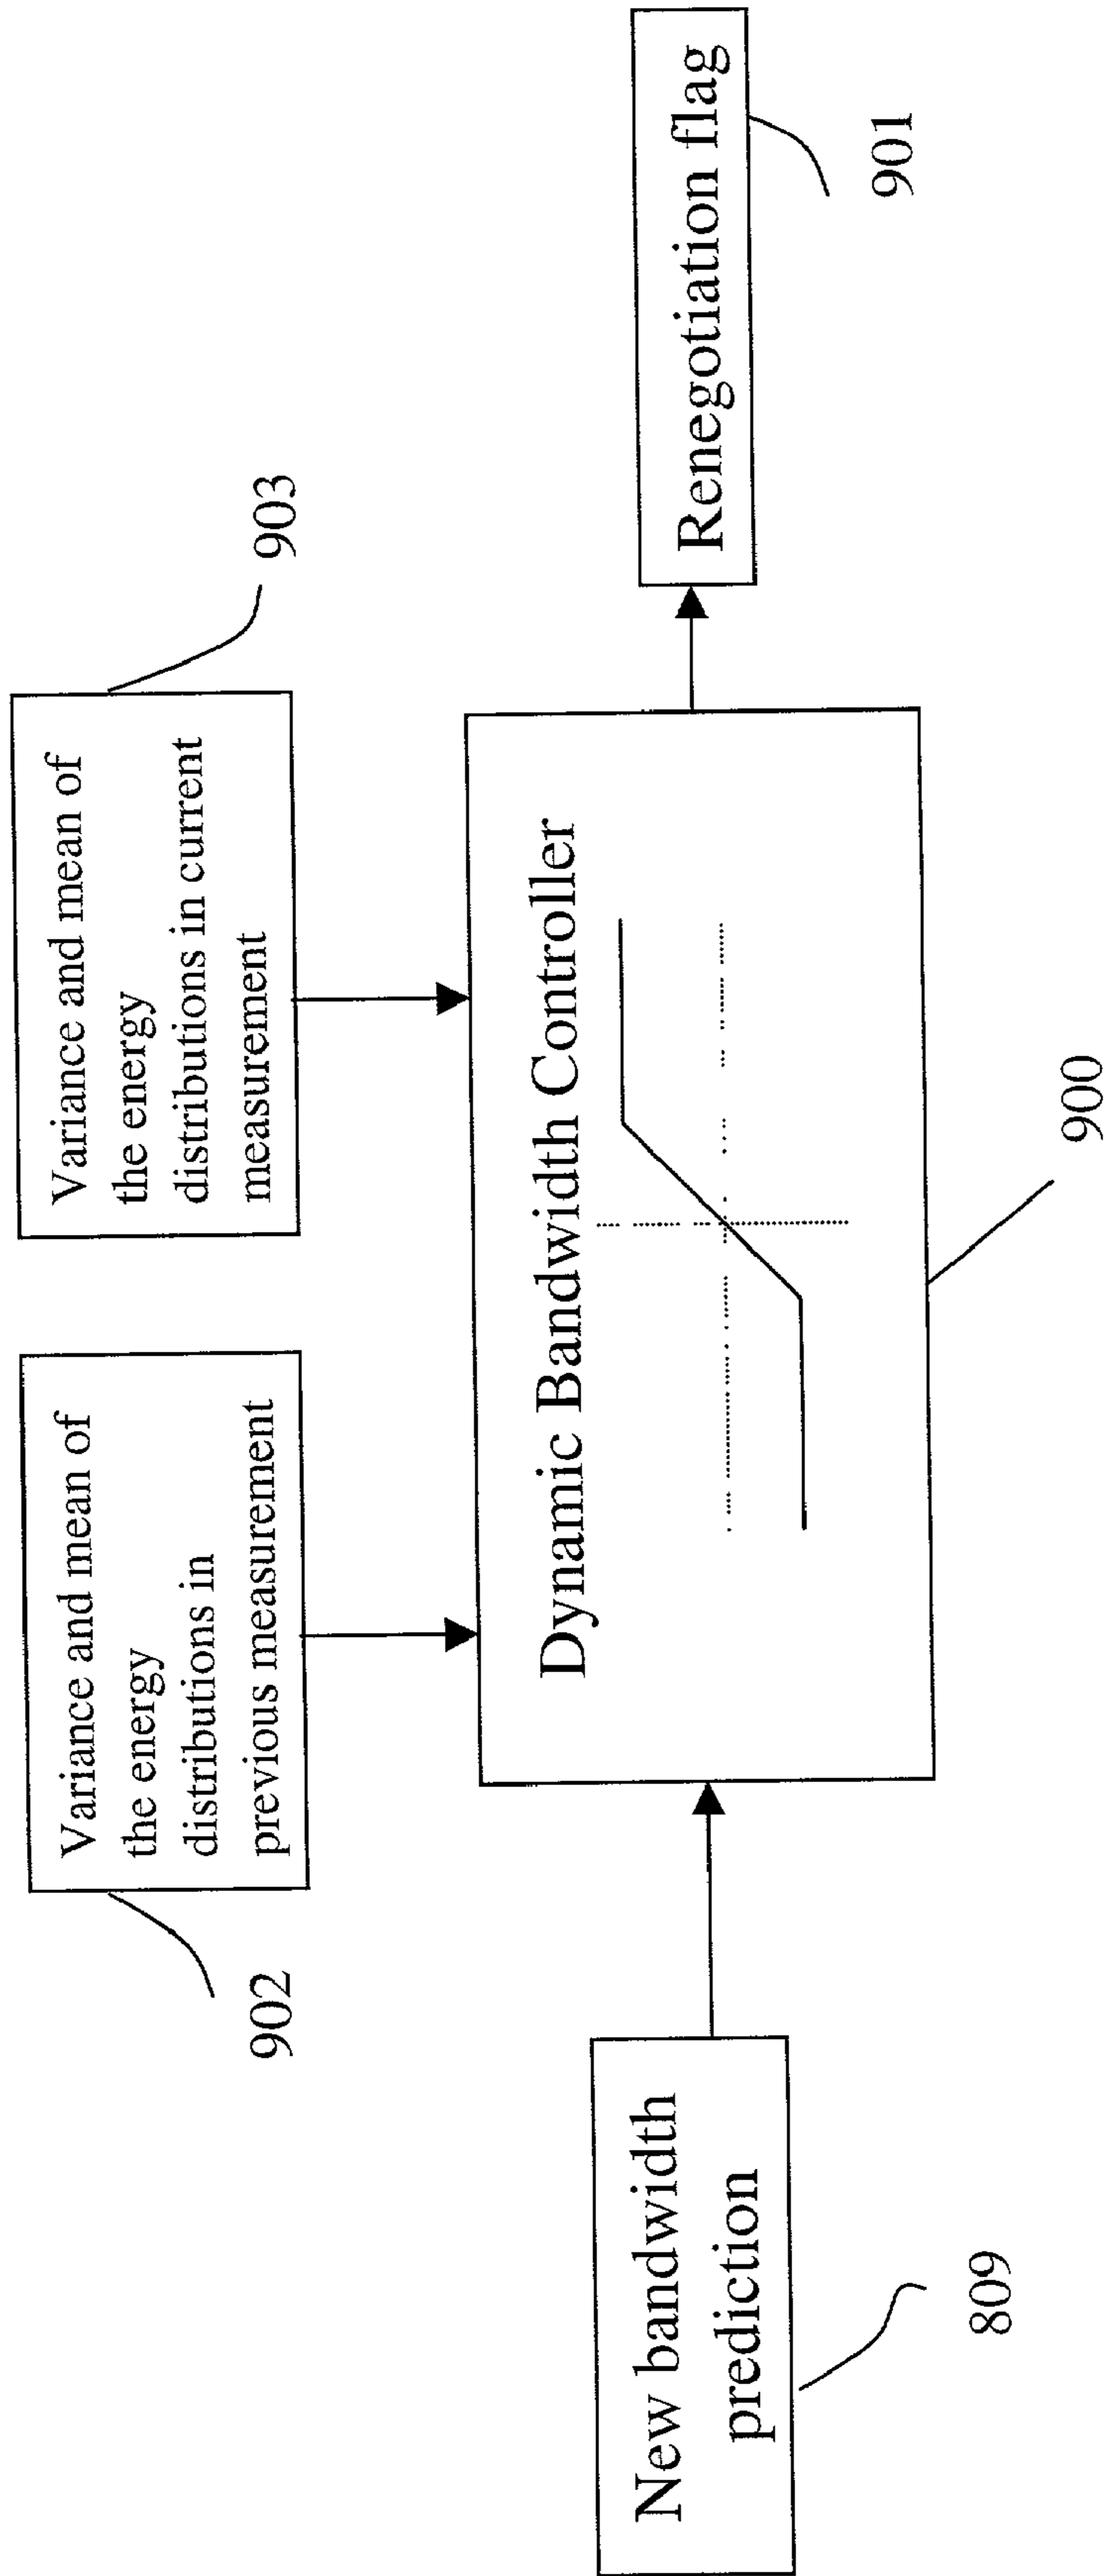 Variance and mean of
the energy
distributions in
previous measurement
902
Variance and mean of
the energy
distributions in current
measurement
903
New bandwidth
prediction
809
Dynamic Bandwidth Controller
900
Renegotiation flag
901